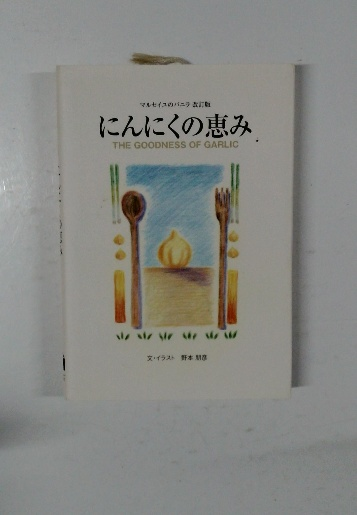 マルセイユのバニラ 改訂版
にんにくの恵み
THE GOODNESS OF GARLIC
文・イラスト 野本 朋彦